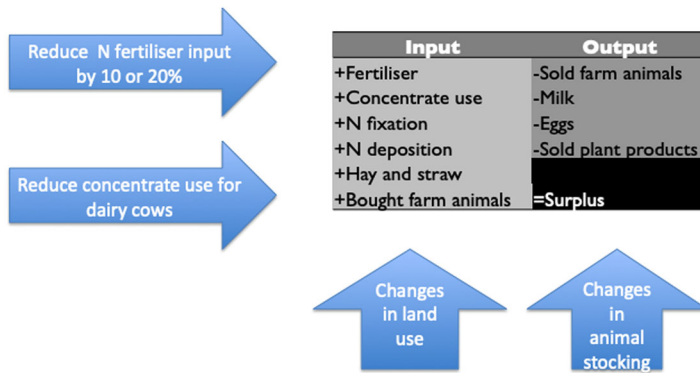 Reduce N fertiliser input
by 10 or 20%
Input
Output
+Fertiliser
-Sold farm animals
+Concentrate use
-Milk
+N fixation
-Eggs
+N deposition
-Sold plant products
+Hay and straw
+Bought farm animals
=Surplus
Reduce concentrate use for
dairy cows
Changes
in land
use
Changes
in
animal
stocking